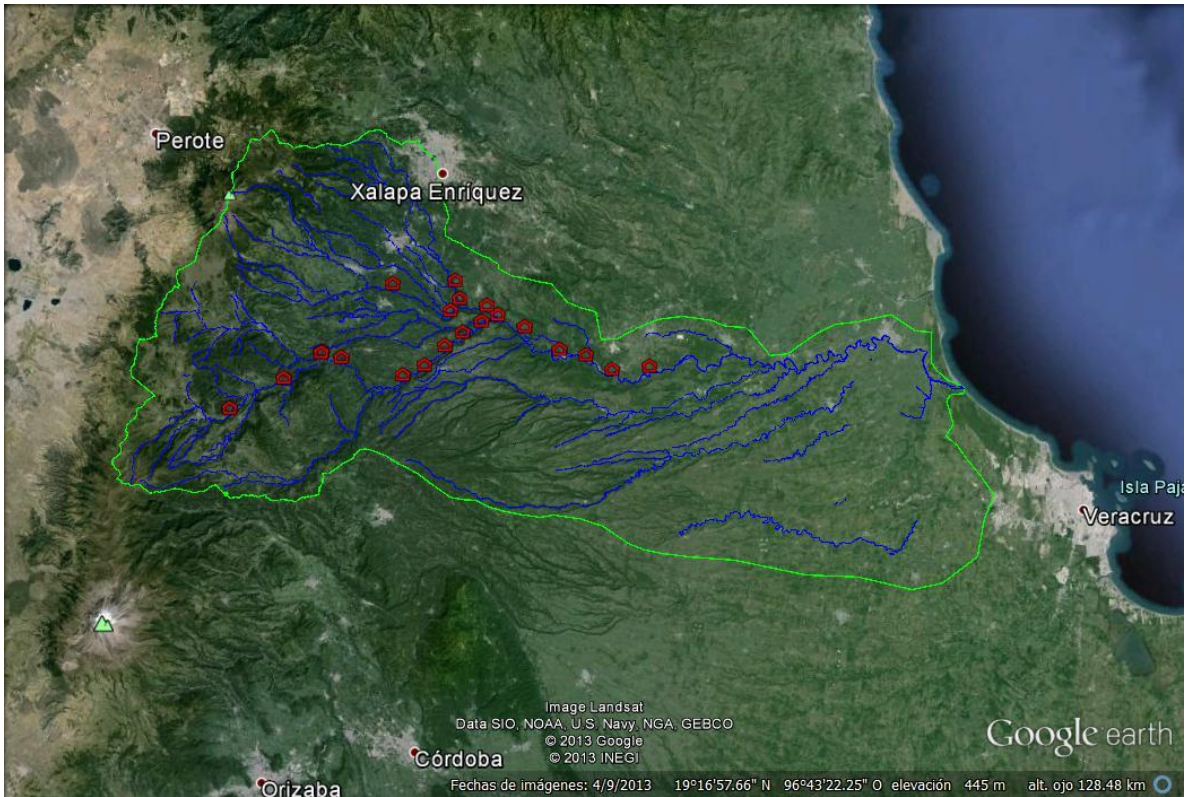 Perote
Xalapa Enríquez
Isla Paja
Veracruz
Image Landsat
Data SIO, NOAA, U.S. Navy, NGA, GEBCO
© 2013 Google
© 2013 INEGI
Google earth
Córdoba
Orizaba
Fechas de imágenes: 4/9/2013 19°16'57.66" N 96°43'22.25" O elevación 445 m alt. ojo 128.48 km